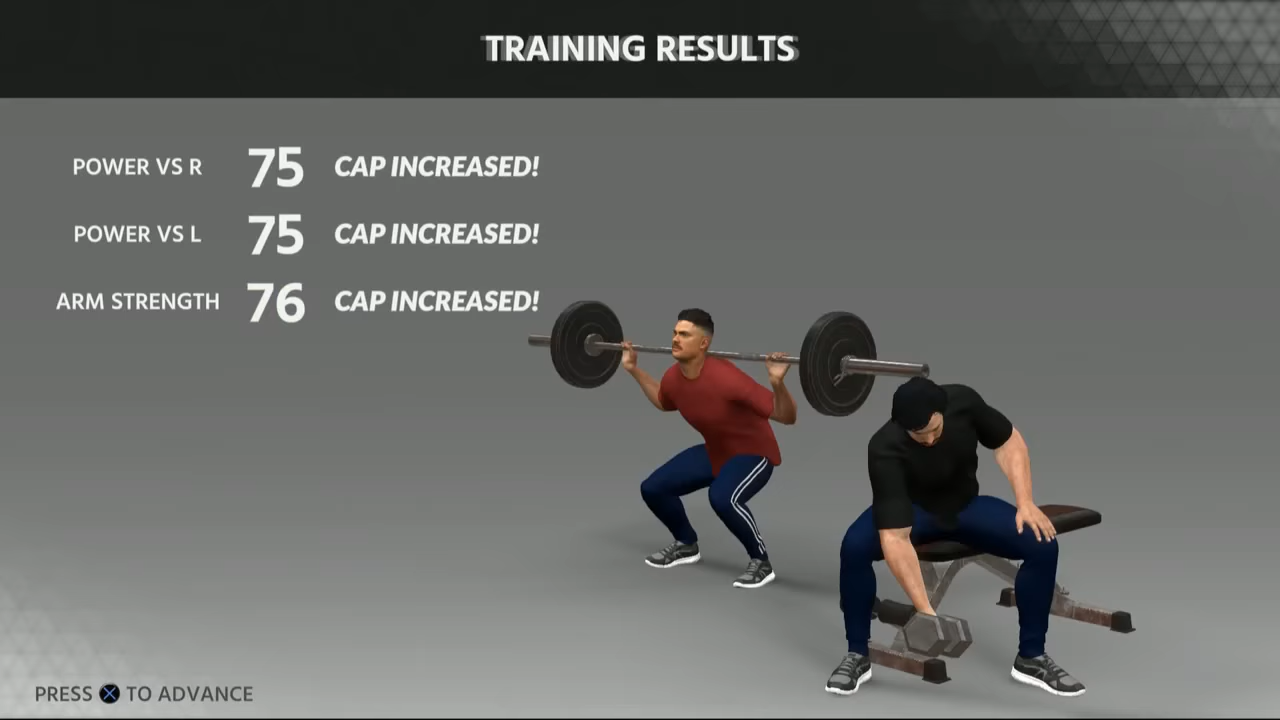 TRAINING RESULTS
POWER VS R 75 CAP INCREASED!
POWER VS L 75 CAP INCREASED!
ARM STRENGTH 76 CAP INCREASED!
PRESS TO ADVANCE